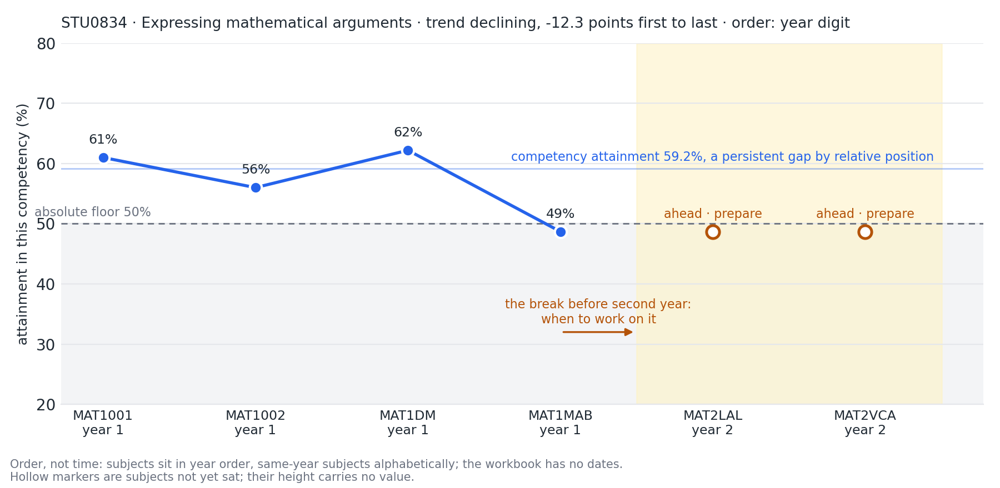 STU0834 · Expressing mathematical arguments · trend declining, -12.3 points first to last · order: year digit
attainment in this competency (%)
80
70
60
50
40
30
20
61%
56%
62%
49%
competency attainment 59.2%, a persistent gap by relative position
absolute floor 50%
ahead · prepare
ahead · prepare
the break before second year:
when to work on it
MAT1001
year 1
MAT1002
year 1
MAT1DM
year 1
MAT1MAB
year 1
MAT2LAL
year 2
MAT2VCA
year 2
Order, not time: subjects sit in year order, same-year subjects alphabetically; the workbook has no dates.
Hollow markers are subjects not yet sat; their height carries no value.